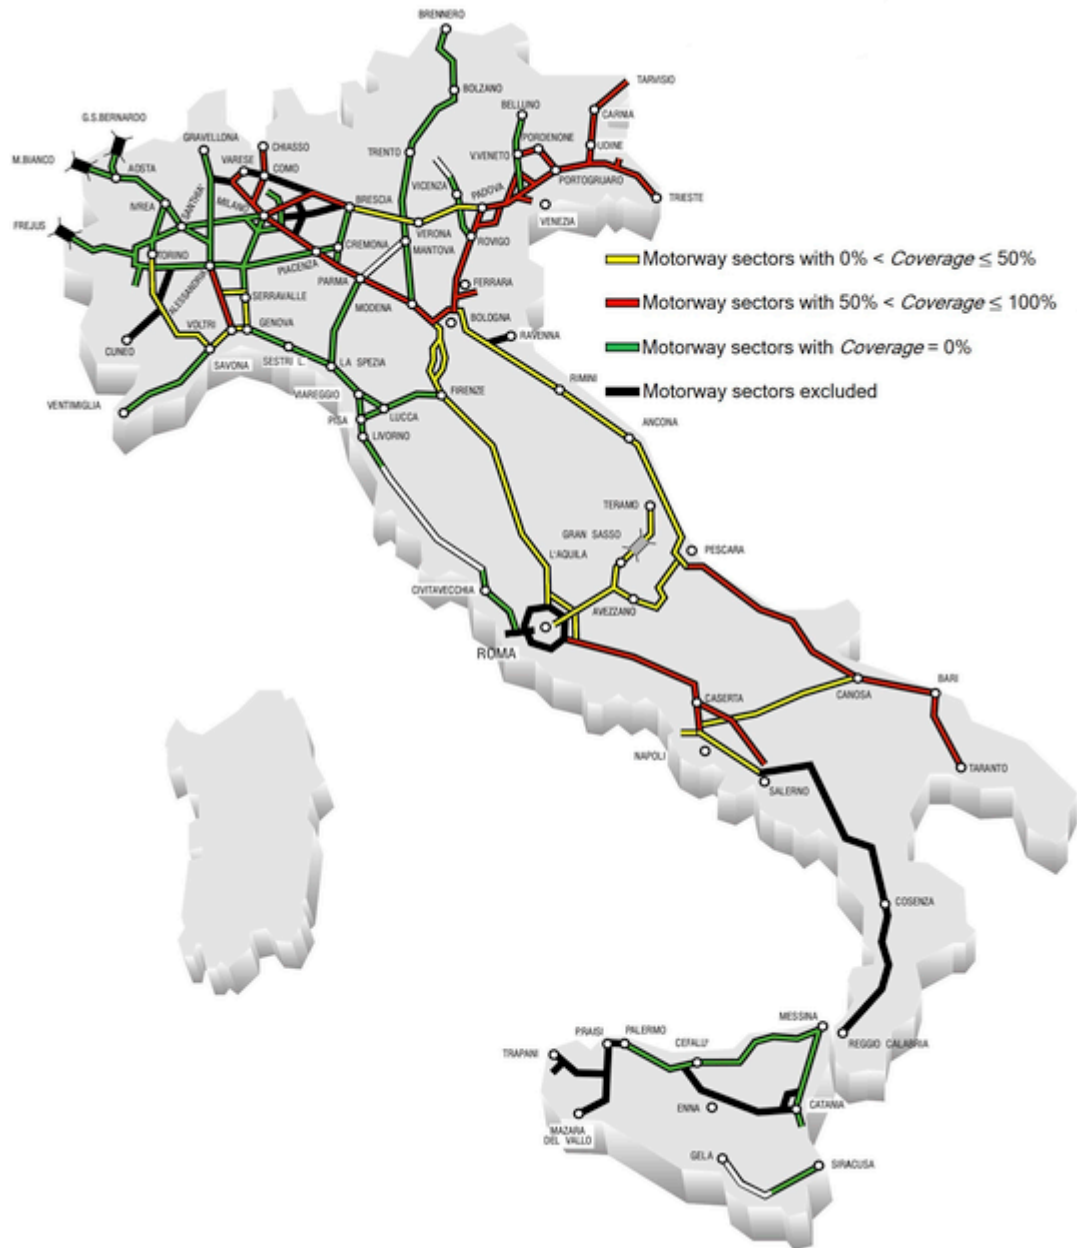 BRENNERO
TARVISIO
BOLZANO
BELLUNO
CARNIA
G.S.BERNARDO
GRAVELLONA
CHIASSO
PORDENONE
UDINE
M.BIANCO
AOSTA
VARESE
COMO
TRENTO
V.VENETO
PORTOGRUARO
IVREA
SANTHIA'
MILANO
BRESCIA
VICENZA
PADOVA
TRIESTE
FREJUS
VENEZIA
VERONA
TORINO
CREMONA
MANTOVA
ROVIGO
Motorway sectors with 0% < Coverage ≤ 50%
PIACENZA
ALESSANDRIA
PARMA
FERRARA
SERRAVALLE
MODENA
Motorway sectors with 50% < Coverage ≤ 100%
VOLTRI
GENOVA
BOLOGNA
RAVENNA
CUNEO
SAVONA
SESTRI L.
LA SPEZIA
Motorway sectors with Coverage = 0%
RIMINI
VIAREGGIO
FIRENZE
Motorway sectors excluded
VENTIMIGLIA
PISA
LUCCA
LIVORNO
ANCONA
TERAMO
GRAN SASSO
L'AQUILA
PESCARA
CIVITAVECCHIA
AVEZZANO
ROMA
BARI
CASERTA
CANOSA
NAPOLI
TARANTO
SALERNO
COSENZA
MESSINA
P.RAISI
PALERMO
CEFALU'
REGGIO CALABRIA
TRAPANI
ENNA
CATANIA
MAZARA
DEL VALLO
GELA
SIRACUSA